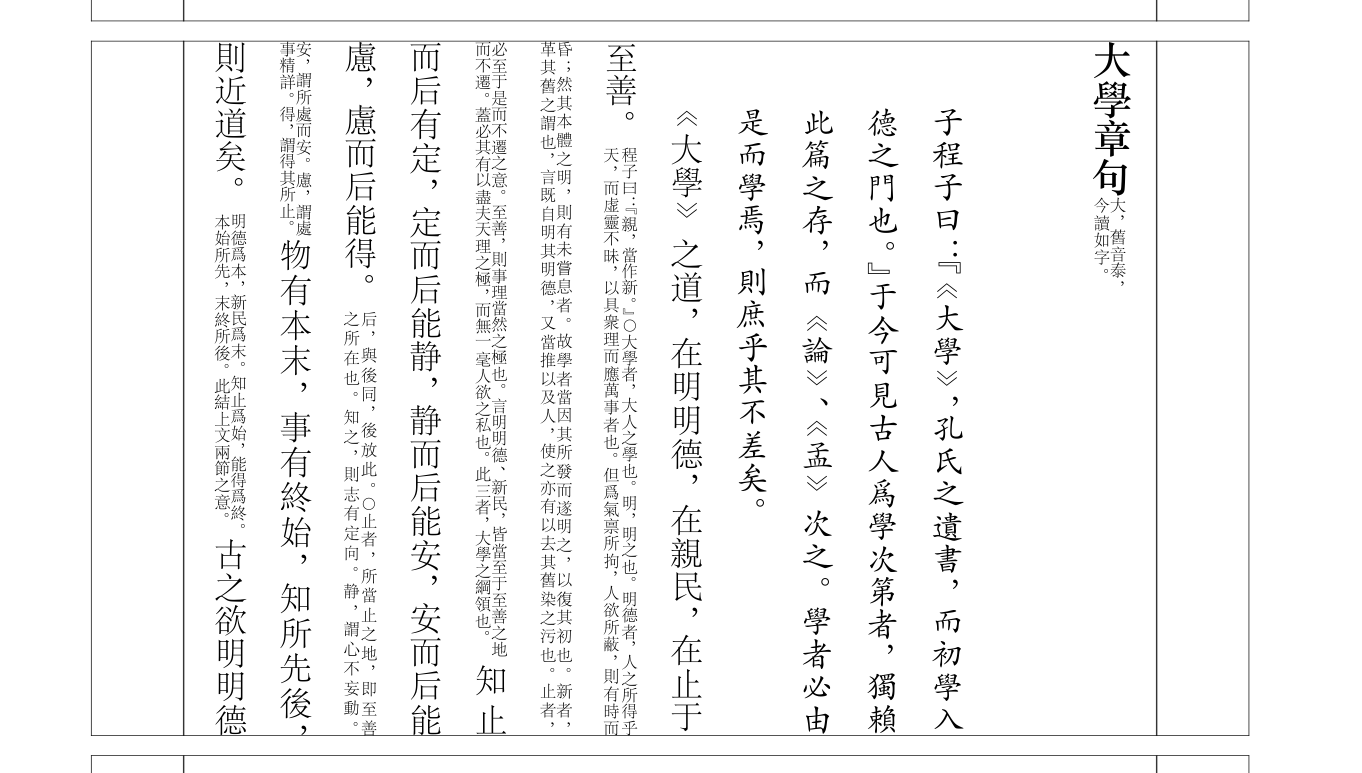 大學章句大，舊音泰，今讀如字。
子程子曰：『《大學》，孔氏之遺書，而初學入
德之門也。』于今可見古人爲學次第者，獨賴
此篇之存，而《論》、《孟》次之。學者必由
是而學焉，則庶乎其不差矣。
《大學》之道，在明明德，在親民，在止于
至善。程子曰：『親，當作新。』〇大學者，大人之學也。明，明之也。明德者，人之所得乎天，而虛靈不昧，以具衆理而應萬事者也。但爲氣禀所拘，人欲所蔽，則有時而
昏；然其本體之明，則有未嘗息者。故學者當因其所發而遂明之，以復其初也。新者，革其舊之謂也，言既自明其明德，又當推以及人，使之亦有以去其舊染之污也。止者，
必至于是而不遷之意。至善，則事理當然之極也。言明明德、新民，皆當至于至善之地而不遷。蓋必其有以盡夫天理之極，而無一毫人欲之私也。此三者，大學之綱領也。知止
而后有定，定而后能静，静而后能安，安而后能
慮，慮而后能得。后，與後同，後放此。〇止者，所當止之地，即至善之所在也。知之，則志有定向。静，謂心不妄動。
安，謂所處而安。慮，謂處事精詳。得，謂得其所止。物有本末，事有終始，知所先後，
則近道矣。明德爲本，新民爲末。知止爲始，能得爲終。本始所先，末終所後。此結上文兩節之意。古之欲明明德